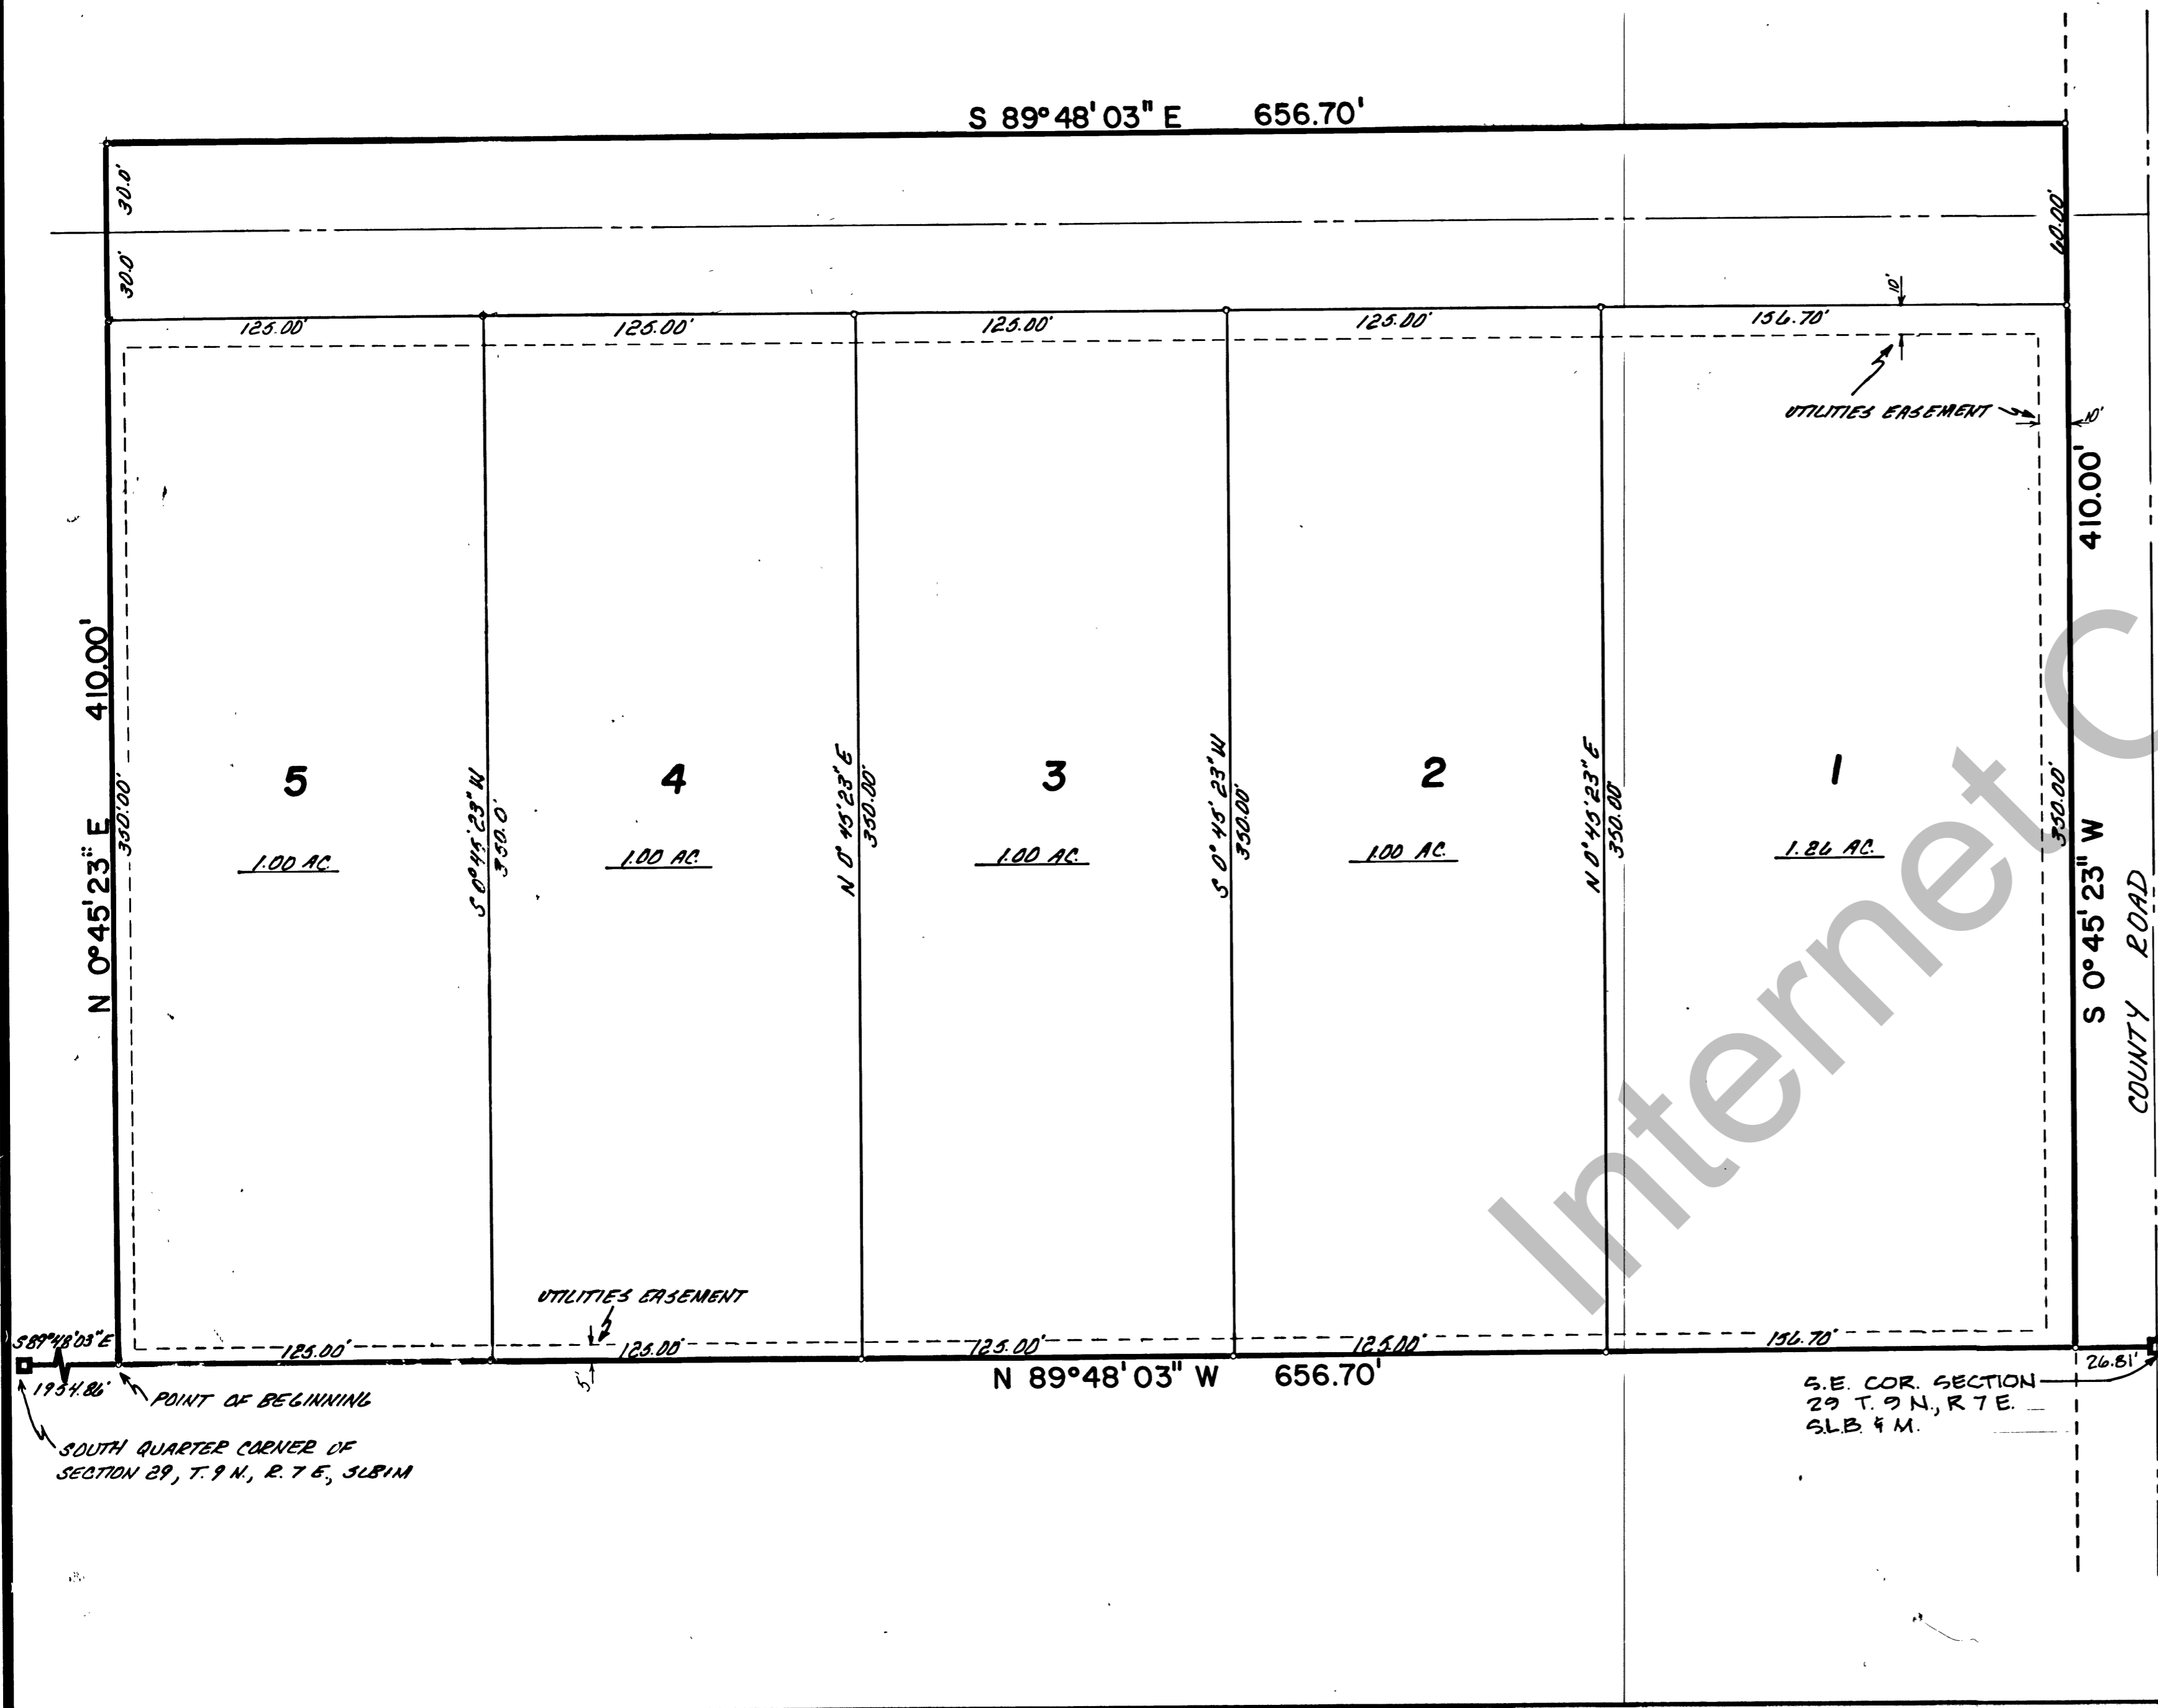 S 89°48'03" E 656.70'
30.0'
30.0'
60.00'
10'
125.00'
125.00'
125.00'
125.00'
156.70'
UTILITIES EASEMENT
10'
N 0°45'23" E 410.00'
350.00'
5
1.00 AC.
S 0°45'23" W
350.0'
4
1.00 AC.
N 0°45'23" E
350.00'
3
1.00 AC.
S 0°45'23" W
350.00'
2
1.00 AC.
N 0°45'23" E
350.00'
1
1.26 AC.
350.00'
S 0°45'23" W 410.00'
COUNTY ROAD
Internet C
UTILITIES EASEMENT
5'
S 89°48'03" E
1954.86'
125.00'
125.00'
125.00'
125.00'
156.70'
26.81'
N 89°48'03" W 656.70'
POINT OF BEGINNING
SOUTH QUARTER CORNER OF
SECTION 29, T. 9 N., R. 7 E., SLB&M
S.E. COR. SECTION
29 T. 9 N., R 7 E.
S.L.B. & M.